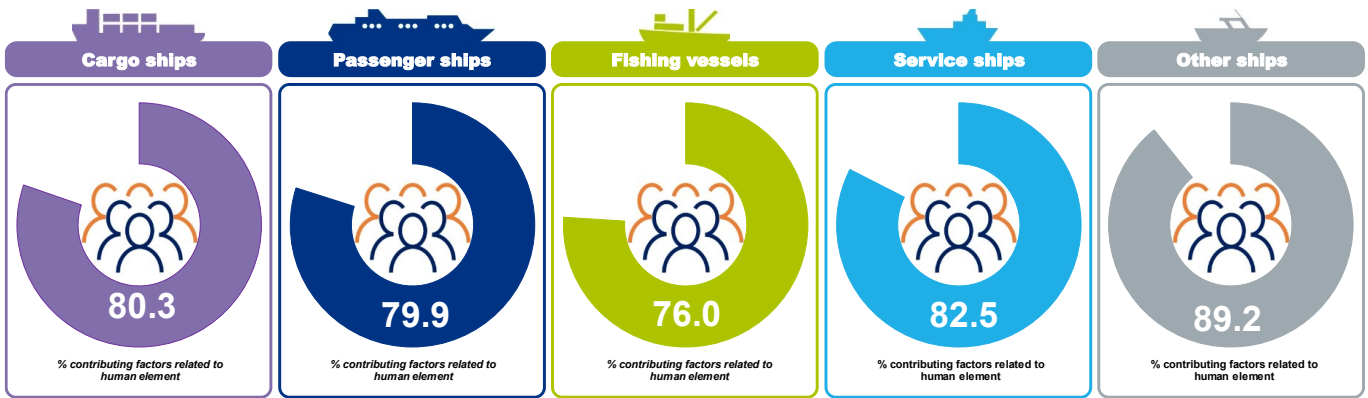 Cargo ships
Passenger ships
Fishing vessels
Service ships
Other ships
80.3
% contributing factors related to
human element
79.9
% contributing factors related to
human element
76.0
% contributing factors related to
human element
82.5
% contributing factors related to
human element
89.2
% contributing factors related to
human element